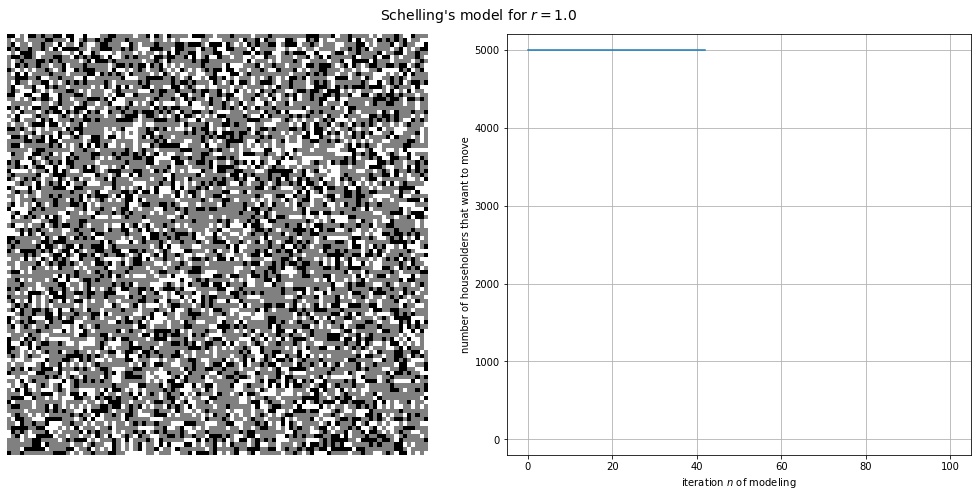 Schelling's model for r = 1.0
number of householders that want to move
5000
4000
3000
2000
1000
0
0 20 40 60 80 100
iteration n of modeling